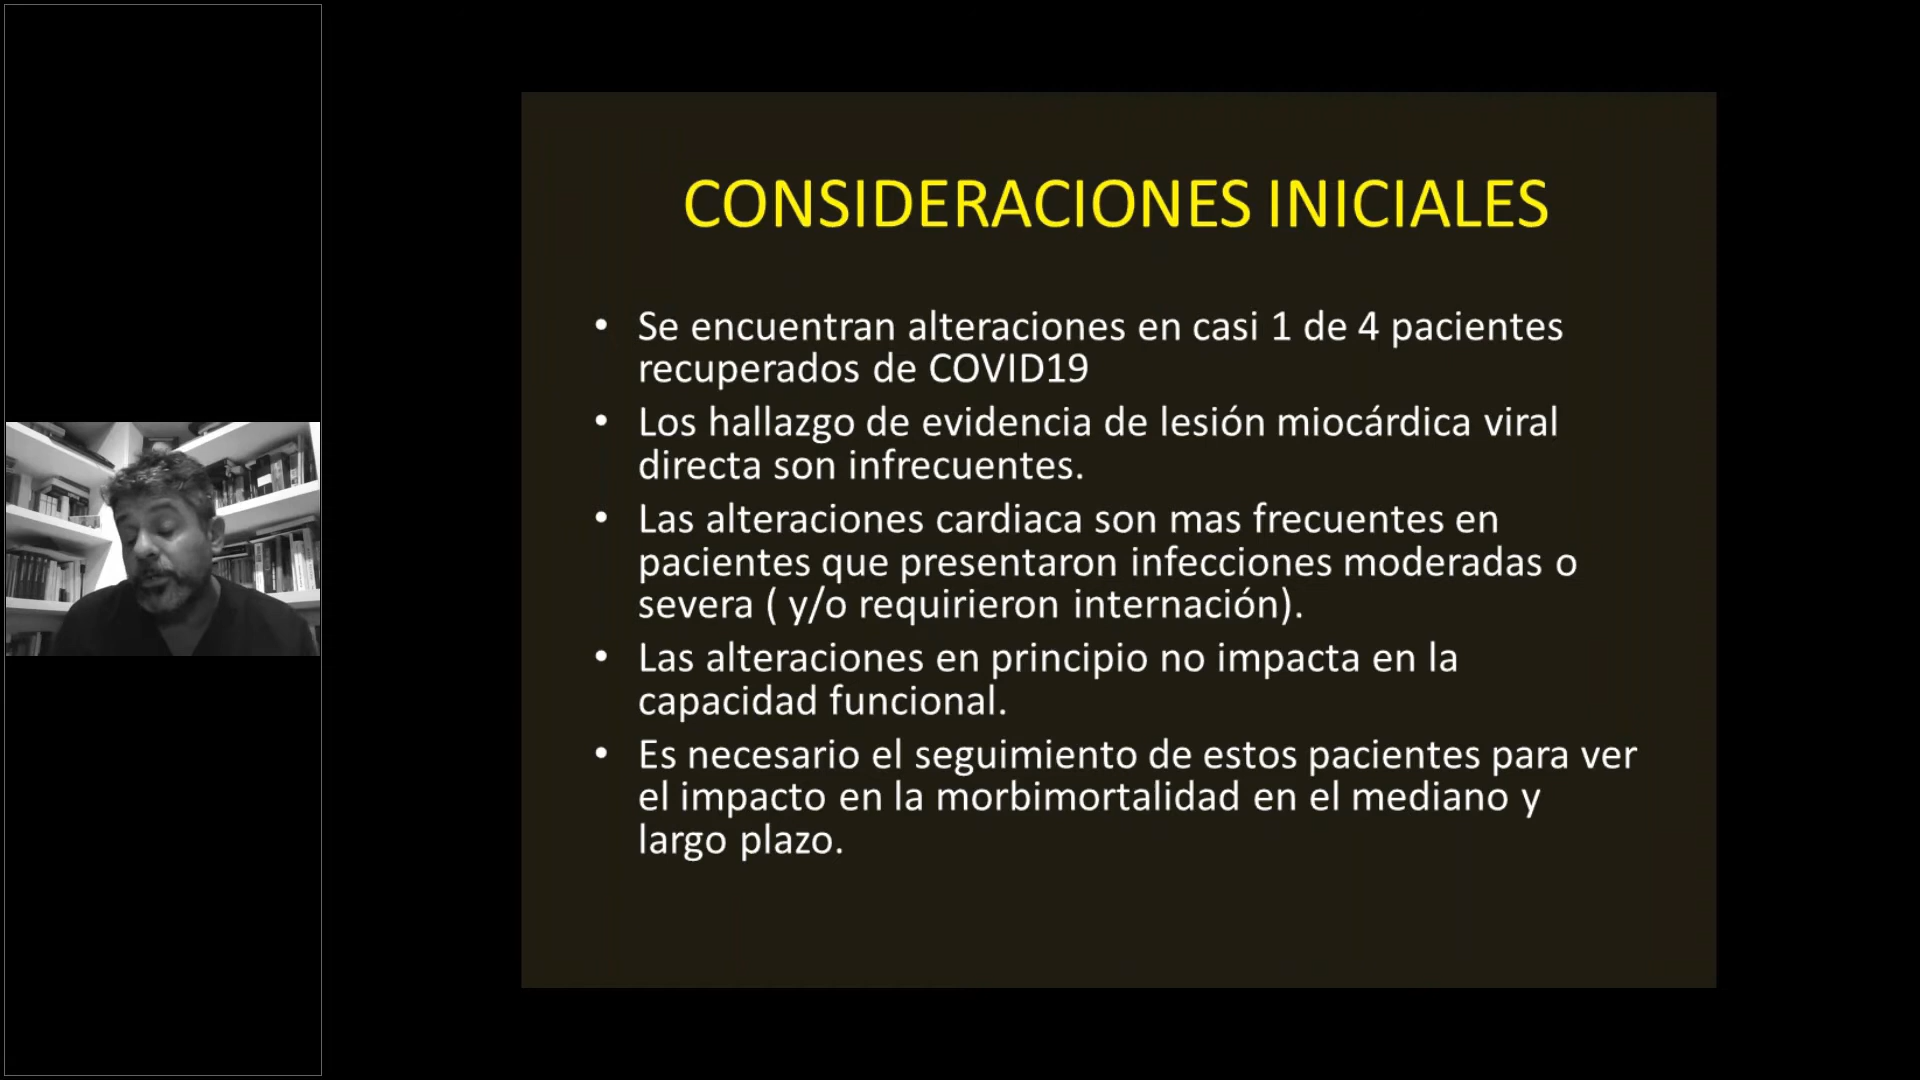 CONSIDERACIONES INICIALES
• Se encuentran alteraciones en casi 1 de 4 pacientes
recuperados de COVID19
• Los hallazgo de evidencia de lesión miocárdica viral
directa son infrecuentes.
• Las alteraciones cardiaca son mas frecuentes en
pacientes que presentaron infecciones moderadas o
severa ( y/o requirieron internación).
• Las alteraciones en principio no impacta en la
capacidad funcional.
• Es necesario el seguimiento de estos pacientes para ver
el impacto en la morbimortalidad en el mediano y
largo plazo.